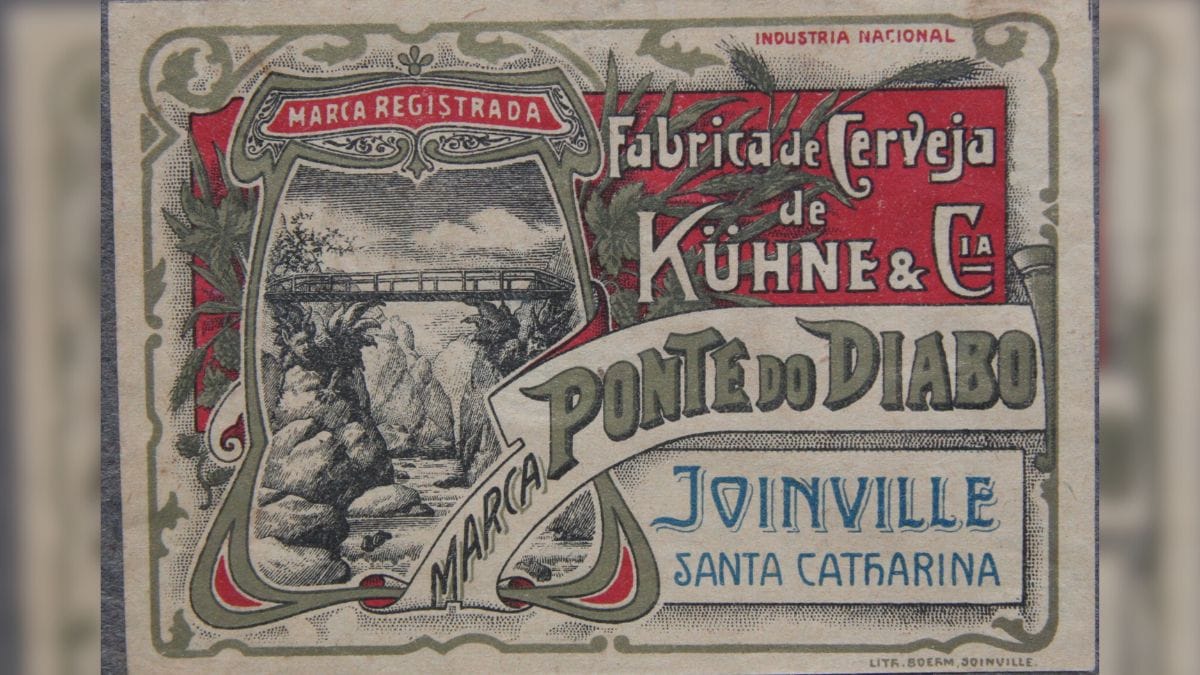 INDUSTRIA NACIONAL
MARCA REGISTRADA
Fabrica de Cerveja
de
KÜHNE & CIA
MARCA PONTE DO DIABO
JOINVILLE
SANTA CATHARINA
LITH. BOEHM, JOINVILLE.